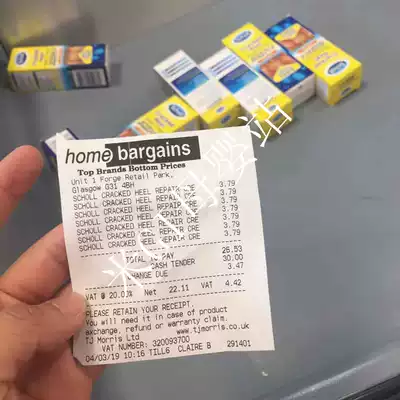 home bargains
Top Brands Bottom Prices
Unit 1 Forge Retail Park,
Glasgow G31 4BH
SCHOLL CRACKED HEEL REPAIR CRE 3.79
SCHOLL CRACKED HEEL REPAIR CRE 3.79
SCHOLL CRACKED HEEL REPAIR CRE 3.79
SCHOLL CRACKED HEEL REPAIR CRE 3.79
SCHOLL CRACKED HEEL REPAIR CRE 3.79
SCHOLL CRACKED HEEL REPAIR CRE 3.79
SCHOLL CRACKED HEEL REPAIR CRE 3.79
TOTAL TO PAY 26.53
CASH TENDER 30.00
CHANGE DUE 3.47
VAT @ 20.00% Net 22.11 VAT 4.42
PLEASE RETAIN YOUR RECEIPT.
You will need it in case of product
exchange, refund or warranty claim.
TJ Morris Ltd www.tjmorris.co.uk
VAT NUMBER: 320093700
04/03/19 10:16 TILL6 CLAIRE B 291401
母婴站